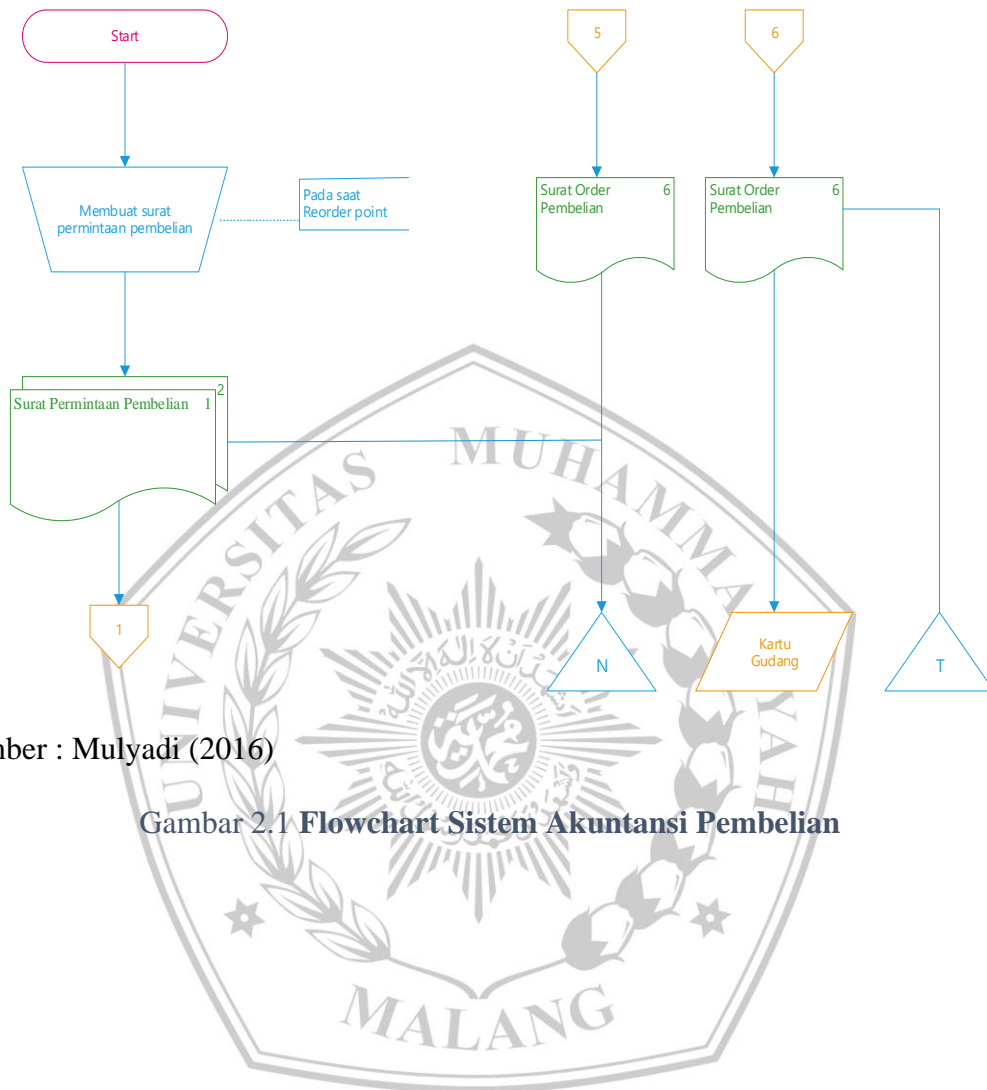 Start
5
6
Membuat surat
permintaan pembelian
Pada saat
Reorder point
Surat Order 6
Pembelian
Surat Order 6
Pembelian
2
Surat Permintaan Pembelian 1
1
N
Kartu
Gudang
T
mber : Mulyadi (2016)
Gambar 2.1 Flowchart Sistem Akuntansi Pembelian
UNIVERSITAS MUHAMMADIYAH
MALANG